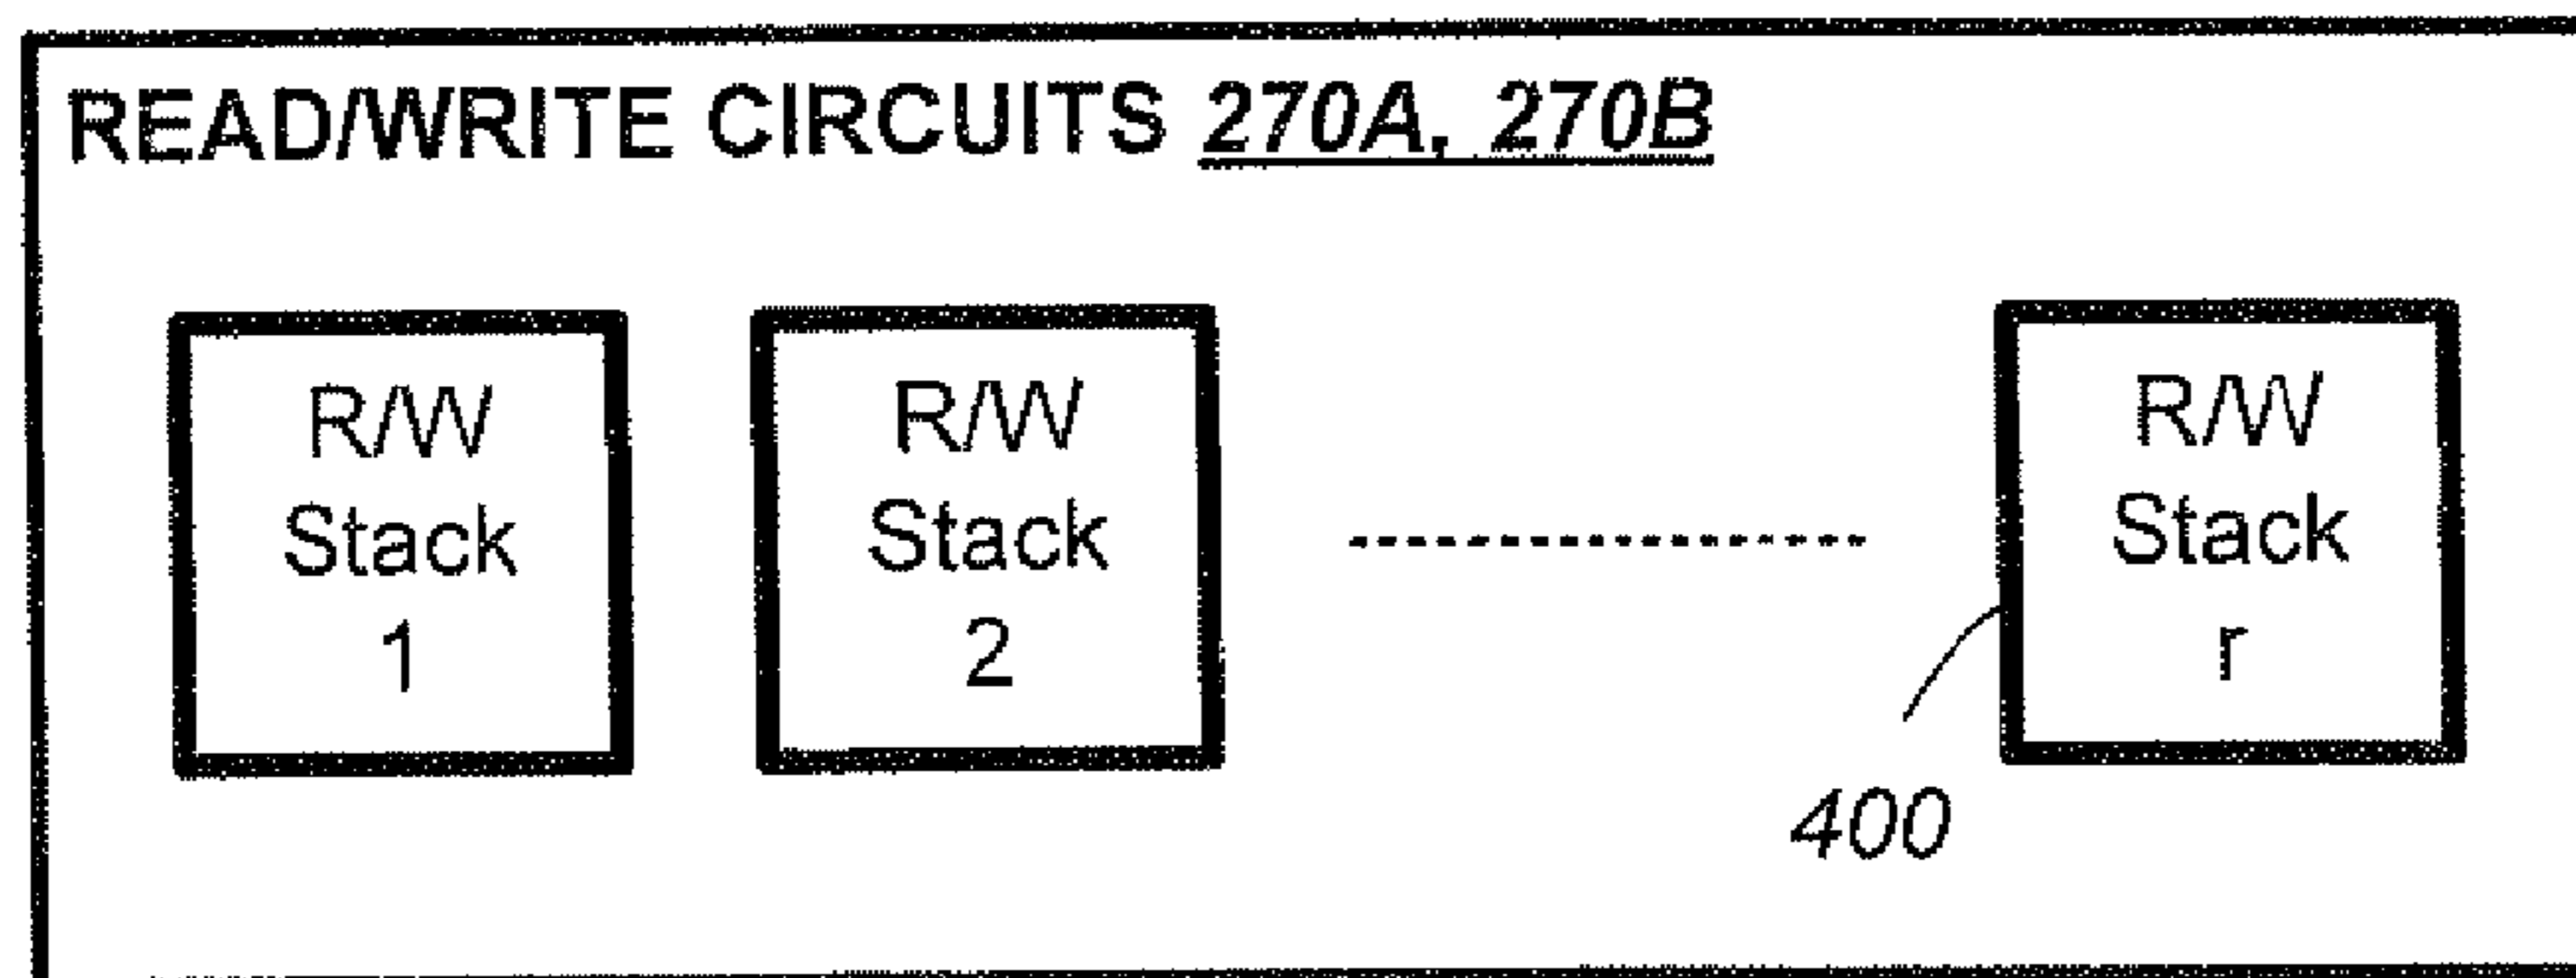 READ/WRITE CIRCUITS 270A, 270B
R/W
Stack
1
R/W
Stack
2
R/W
Stack
r
400